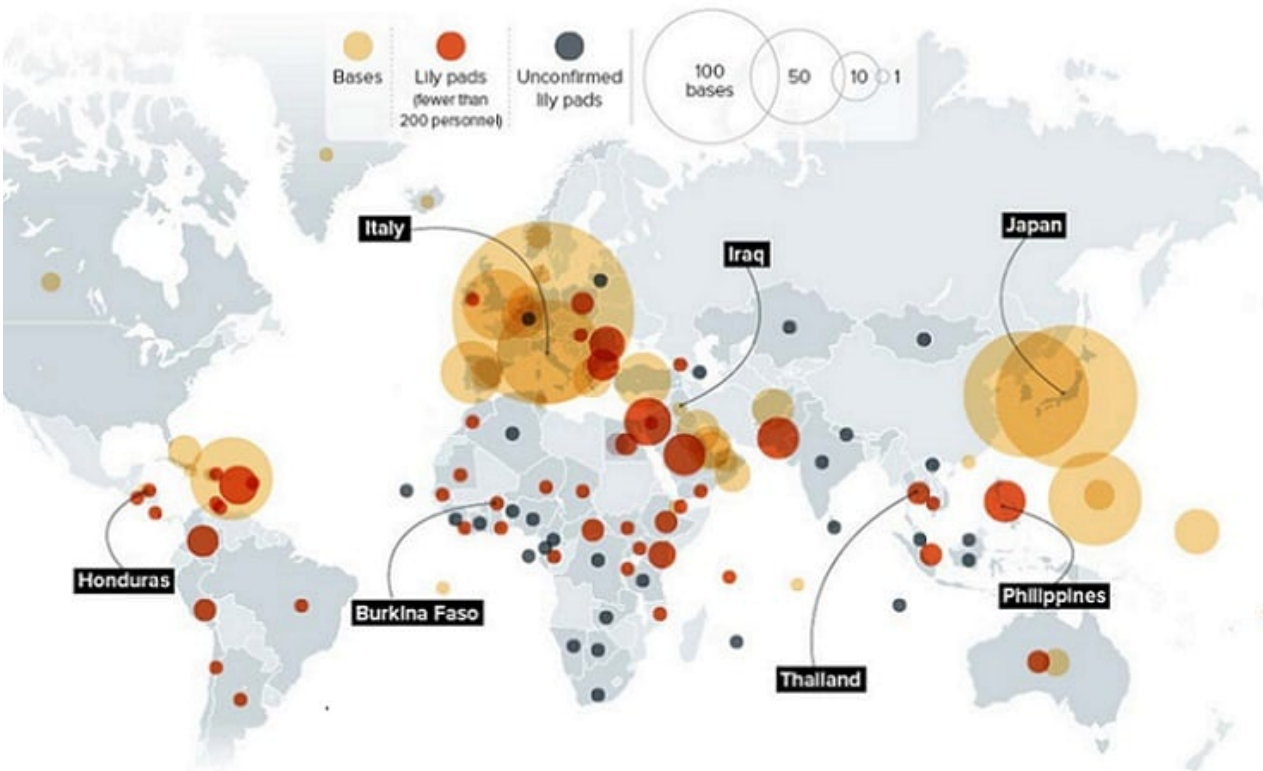 Bases
Lily pads
(fewer than
200 personnel)
Unconfirmed
lily pads
100
bases
50
10
1
Italy
Iraq
Japan
Honduras
Burkina Faso
Philippines
Thailand